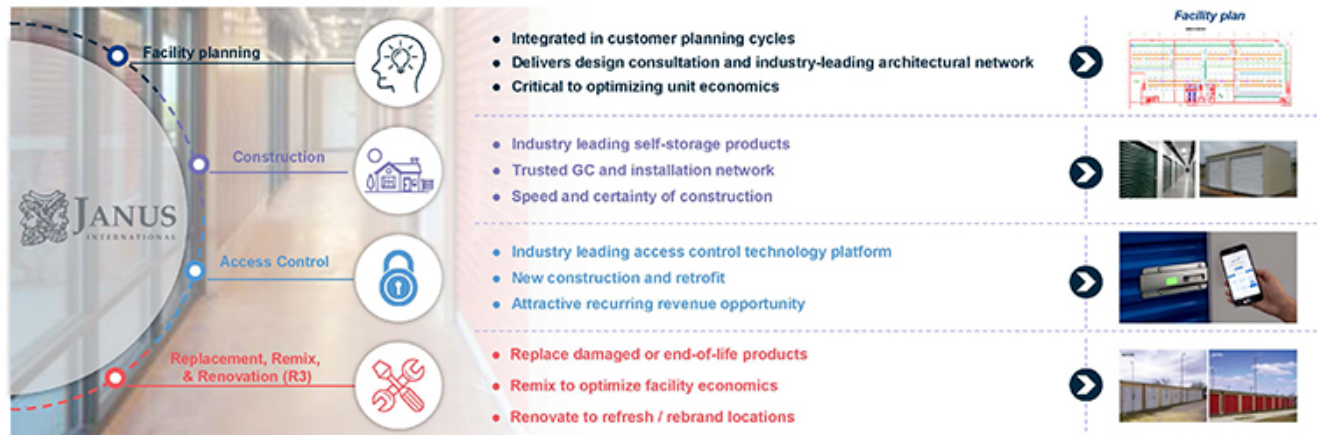 Facility planning
Integrated in customer planning cycles
Delivers design consultation and industry-leading architectural network
Critical to optimizing unit economics
Facility plan
Construction
Industry leading self-storage products
Trusted GC and installation network
Speed and certainty of construction
JANUS
INTERNATIONAL
Access Control
Industry leading access control technology platform
New construction and retrofit
Attractive recurring revenue opportunity
Replacement, Remix,
& Renovation (R3)
Replace damaged or end-of-life products
Remix to optimize facility economics
Renovate to refresh / rebrand locations